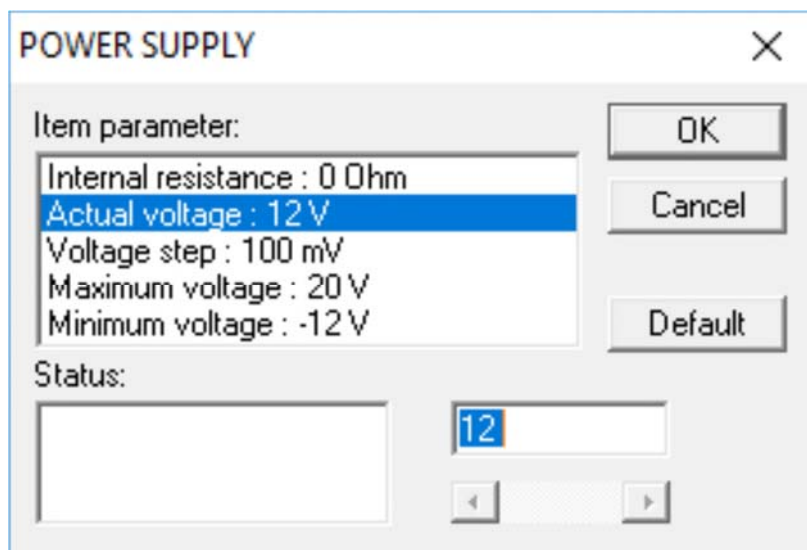 POWER SUPPLY
Item parameter:
Internal resistance : 0 Ohm
Actual voltage : 12 V
Voltage step : 100 mV
Maximum voltage : 20 V
Minimum voltage : -12 V
OK
Cancel
Default
Status:
12